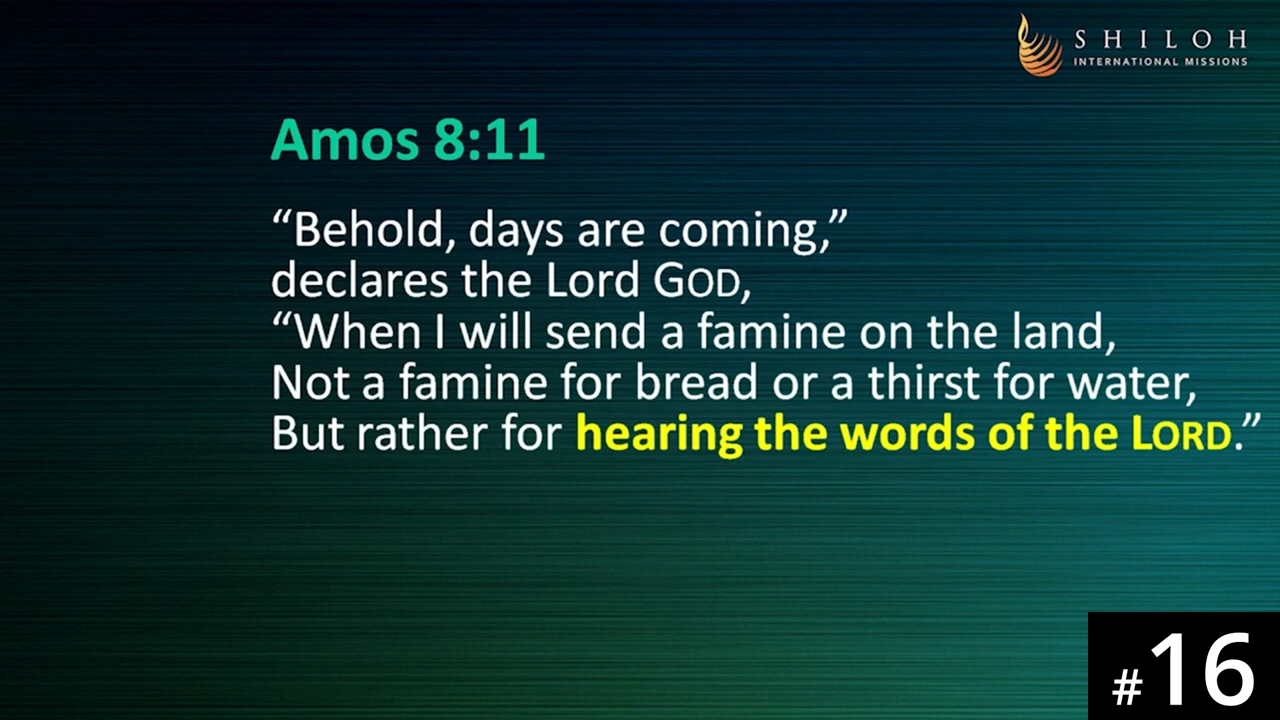 SHILOH
INTERNATIONAL MISSIONS
Amos 8:11
“Behold, days are coming,”
declares the Lord GOD,
“When I will send a famine on the land,
Not a famine for bread or a thirst for water,
But rather for hearing the words of the LORD.”
#16